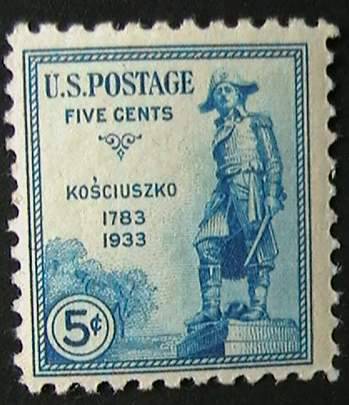 U.S.POSTAGE
FIVE CENTS
KOŚCIUSZKO
1783
1933
5¢